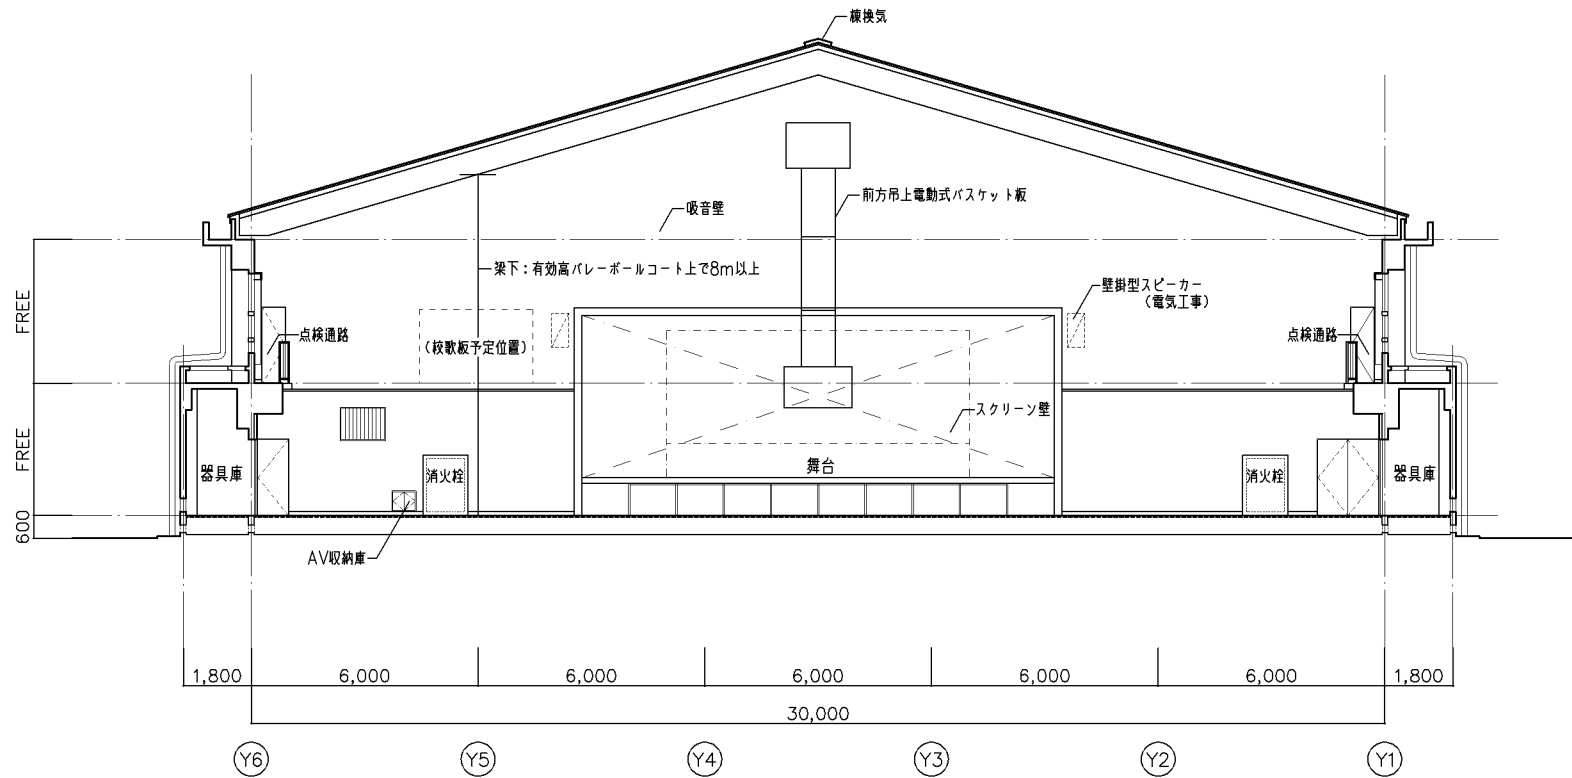 棟換気
前方吊上電動式バスケット板
吸音壁
梁下：有効高バレーボールコート上で8m以上
壁掛型スピーカー
（電気工事）
FREE
点検通路
（校歌板予定位置）
点検通路
スクリーン壁
FREE
器具庫
消火栓
舞台
消火栓
器具庫
600
AV収納庫
1,800
6,000
6,000
6,000
6,000
6,000
1,800
30,000
Y6
Y5
Y4
Y3
Y2
Y1